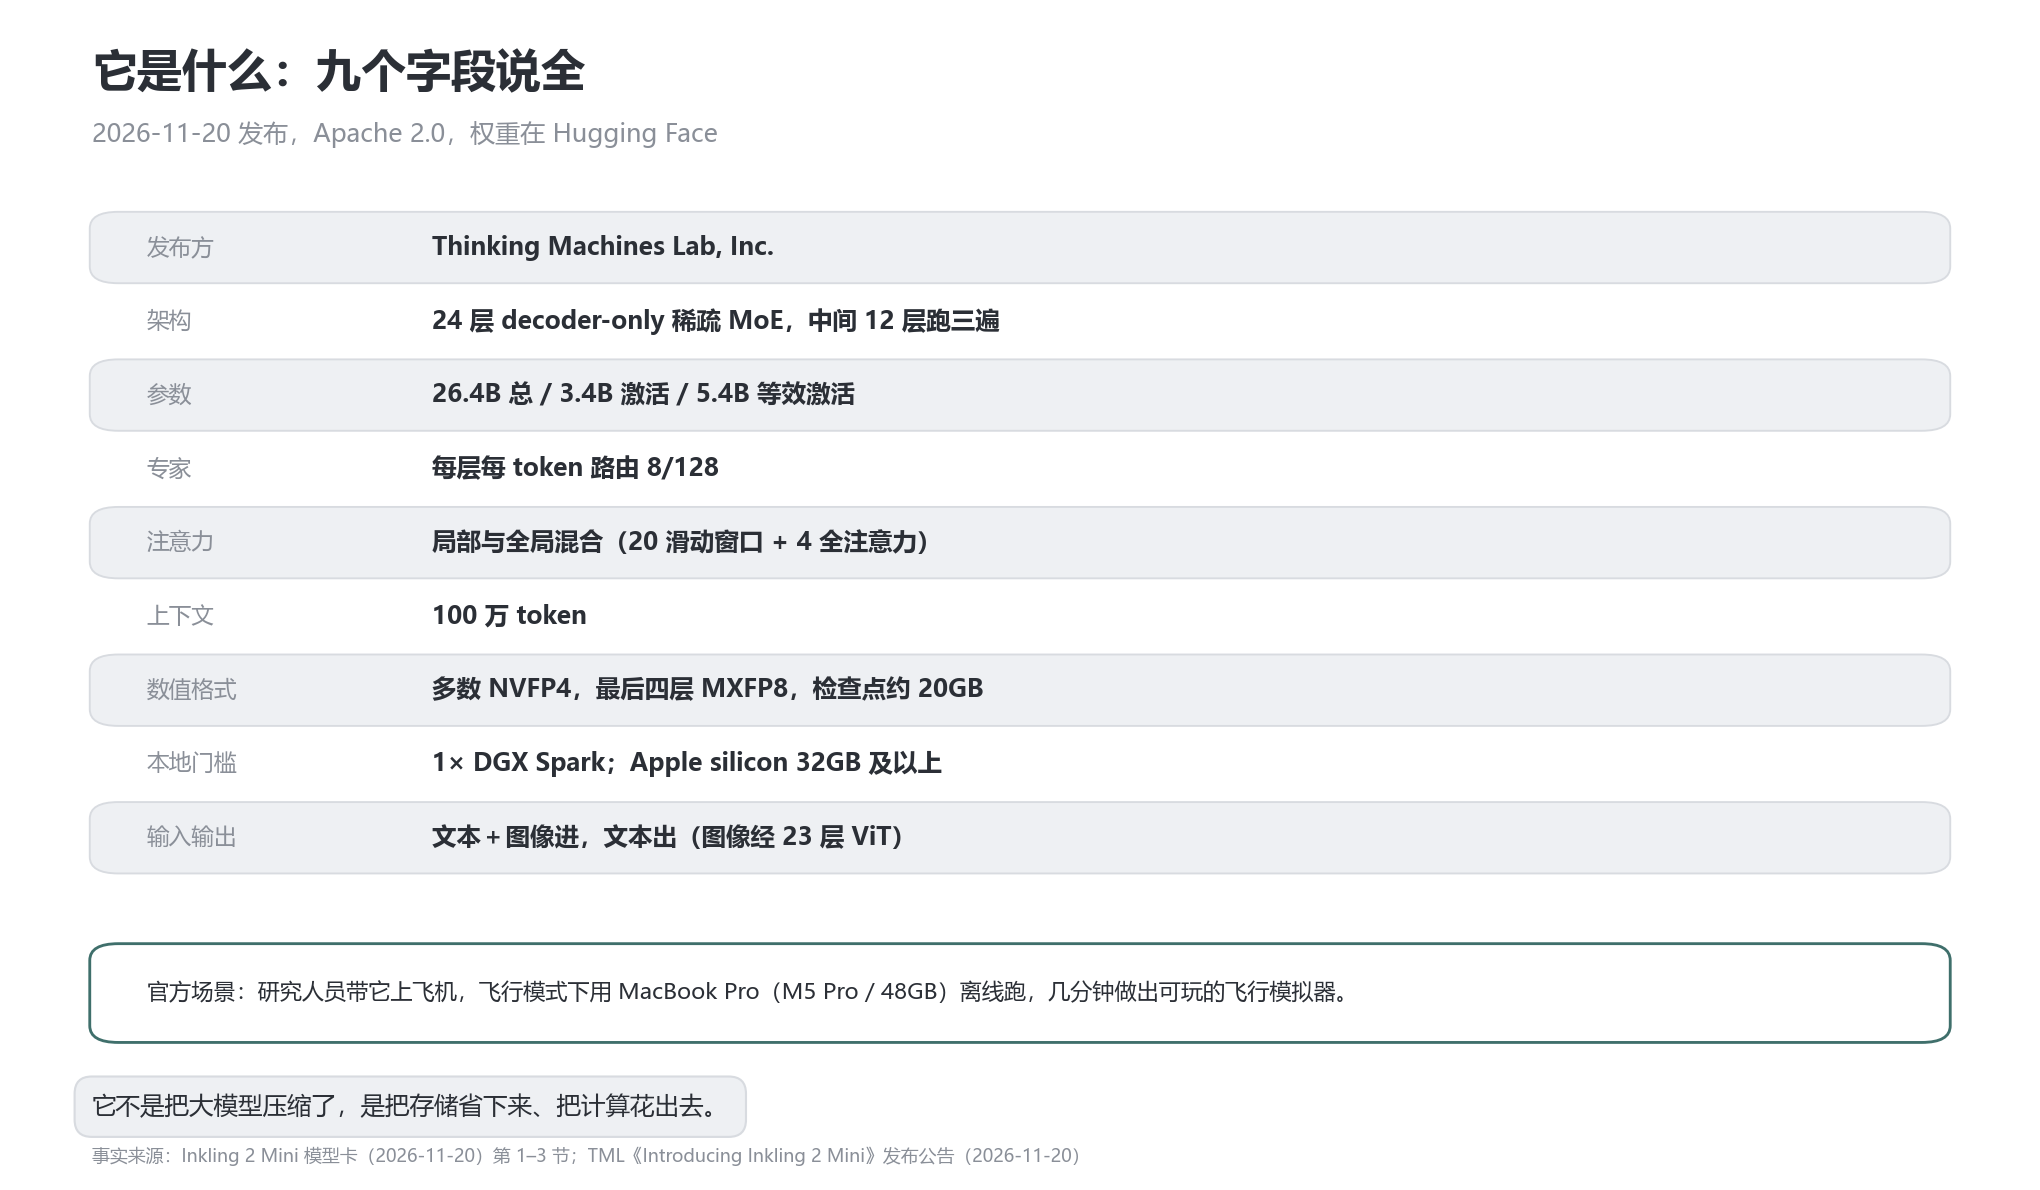 它是什么：九个字段说全
2026-11-20 发布，Apache 2.0，权重在 Hugging Face
发布方 Thinking Machines Lab, Inc.
架构 24 层 decoder-only 稀疏 MoE，中间 12 层跑三遍
参数 26.4B 总 / 3.4B 激活 / 5.4B 等效激活
专家 每层每 token 路由 8/128
注意力 局部与全局混合（20 滑动窗口 + 4 全注意力）
上下文 100 万 token
数值格式 多数 NVFP4，最后四层 MXFP8，检查点约 20GB
本地门槛 1× DGX Spark；Apple silicon 32GB 及以上
输入输出 文本＋图像进，文本出（图像经 23 层 ViT）
官方场景：研究人员带它上飞机，飞行模式下用 MacBook Pro（M5 Pro / 48GB）离线跑，几分钟做出可玩的飞行模拟器。
它不是把大模型压缩了，是把存储省下来、把计算花出去。
事实来源：Inkling 2 Mini 模型卡（2026-11-20）第 1–3 节；TML《Introducing Inkling 2 Mini》发布公告（2026-11-20）